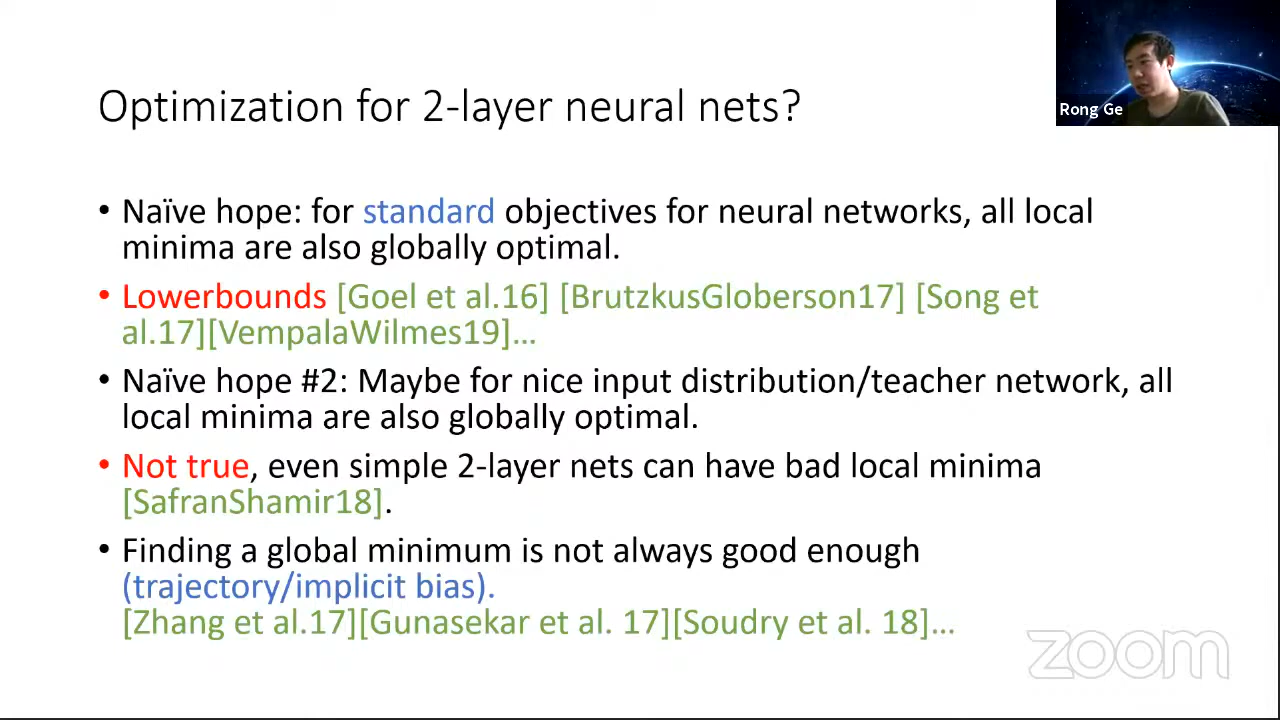 Optimization for 2-layer neural nets?
Rong Ge
• Naïve hope: for standard objectives for neural networks, all local
minima are also globally optimal.
• Lowerbounds [Goel et al.16] [BrutzkusGloberson17] [Song et
al.17][VempalaWilmes19]...
• Naïve hope #2: Maybe for nice input distribution/teacher network, all
local minima are also globally optimal.
• Not true, even simple 2-layer nets can have bad local minima
[SafranShamir18].
• Finding a global minimum is not always good enough
(trajectory/implicit bias).
[Zhang et al.17][Gunasekar et al. 17][Soudry et al. 18]...
zoom